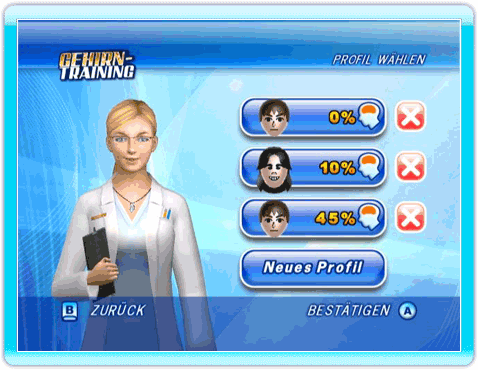 GEHIRN-
TRAINING
PROFIL WÄHLEN
0%
10%
45%
Neues Profil
B ZURÜCK
BESTÄTIGEN A